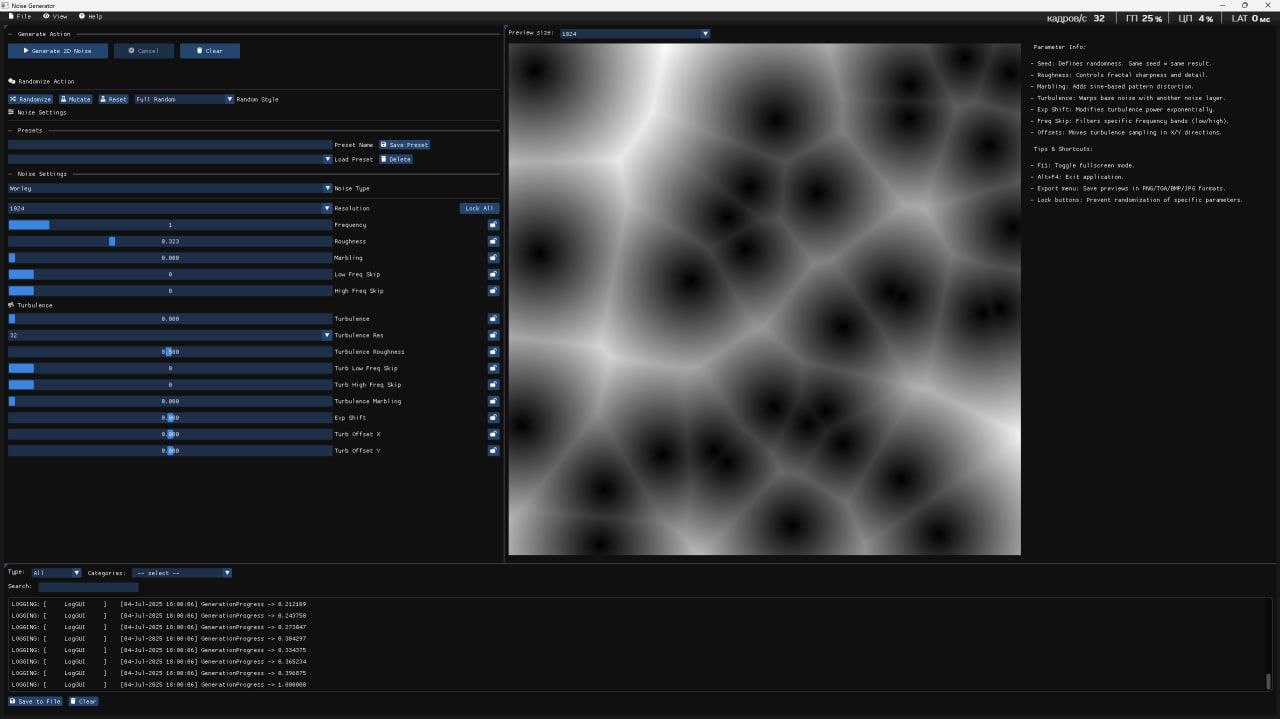 Noise Generator
File View Help
кадров/с 32 ГП 25 % ЦП 4 % LAT 0 мс
Generate Action
Generate 2D Noise Cancel Clear
Randomize Action
Randomize Mutate Reset Full Random Random Style
Noise Settings
Presets
Preset Name Save Preset
Load Preset Delete
Noise Settings
Worley Noise Type
1024 Resolution Lock All
1 Frequency
0.323 Roughness
0.000 Marbling
0 Low Freq Skip
0 High Freq Skip
Turbulence
0.000 Turbulence
32 Turbulence Res
0.500 Turbulence Roughness
0 Turb Low Freq Skip
0 Turb High Freq Skip
0.000 Turbulence Marbling
0.000 Exp Shift
0.000 Turb Offset X
0.000 Turb Offset Y
Preview size: 1024
Parameter Info:
- Seed: Defines randomness. Same seed = same result.
- Roughness: Controls fractal sharpness and detail.
- Marbling: Adds sine-based pattern distortion.
- Turbulence: Warps base noise with another noise layer.
- Exp Shift: Modifies turbulence power exponentially.
- Freq Skip: Filters specific frequency bands (low/high).
- Offsets: Moves turbulence sampling in X/Y directions.
Tips & Shortcuts:
- F11: Toggle fullscreen mode.
- Alt+F4: Exit application.
- Export menu: Save previews in PNG/TGA/BMP/JPG formats.
- Lock buttons: Prevent randomization of specific parameters.
Type: All Categories: -- select --
Search:
LOGGING: [ LogGUI ] [04-Jul-2025 18:00:06] GenerationProgress -> 0.212109
LOGGING: [ LogGUI ] [04-Jul-2025 18:00:06] GenerationProgress -> 0.243750
LOGGING: [ LogGUI ] [04-Jul-2025 18:00:06] GenerationProgress -> 0.273047
LOGGING: [ LogGUI ] [04-Jul-2025 18:00:06] GenerationProgress -> 0.304297
LOGGING: [ LogGUI ] [04-Jul-2025 18:00:06] GenerationProgress -> 0.334375
LOGGING: [ LogGUI ] [04-Jul-2025 18:00:06] GenerationProgress -> 0.365234
LOGGING: [ LogGUI ] [04-Jul-2025 18:00:06] GenerationProgress -> 0.396875
LOGGING: [ LogGUI ] [04-Jul-2025 18:00:06] GenerationProgress -> 1.000000
Save to File Clear